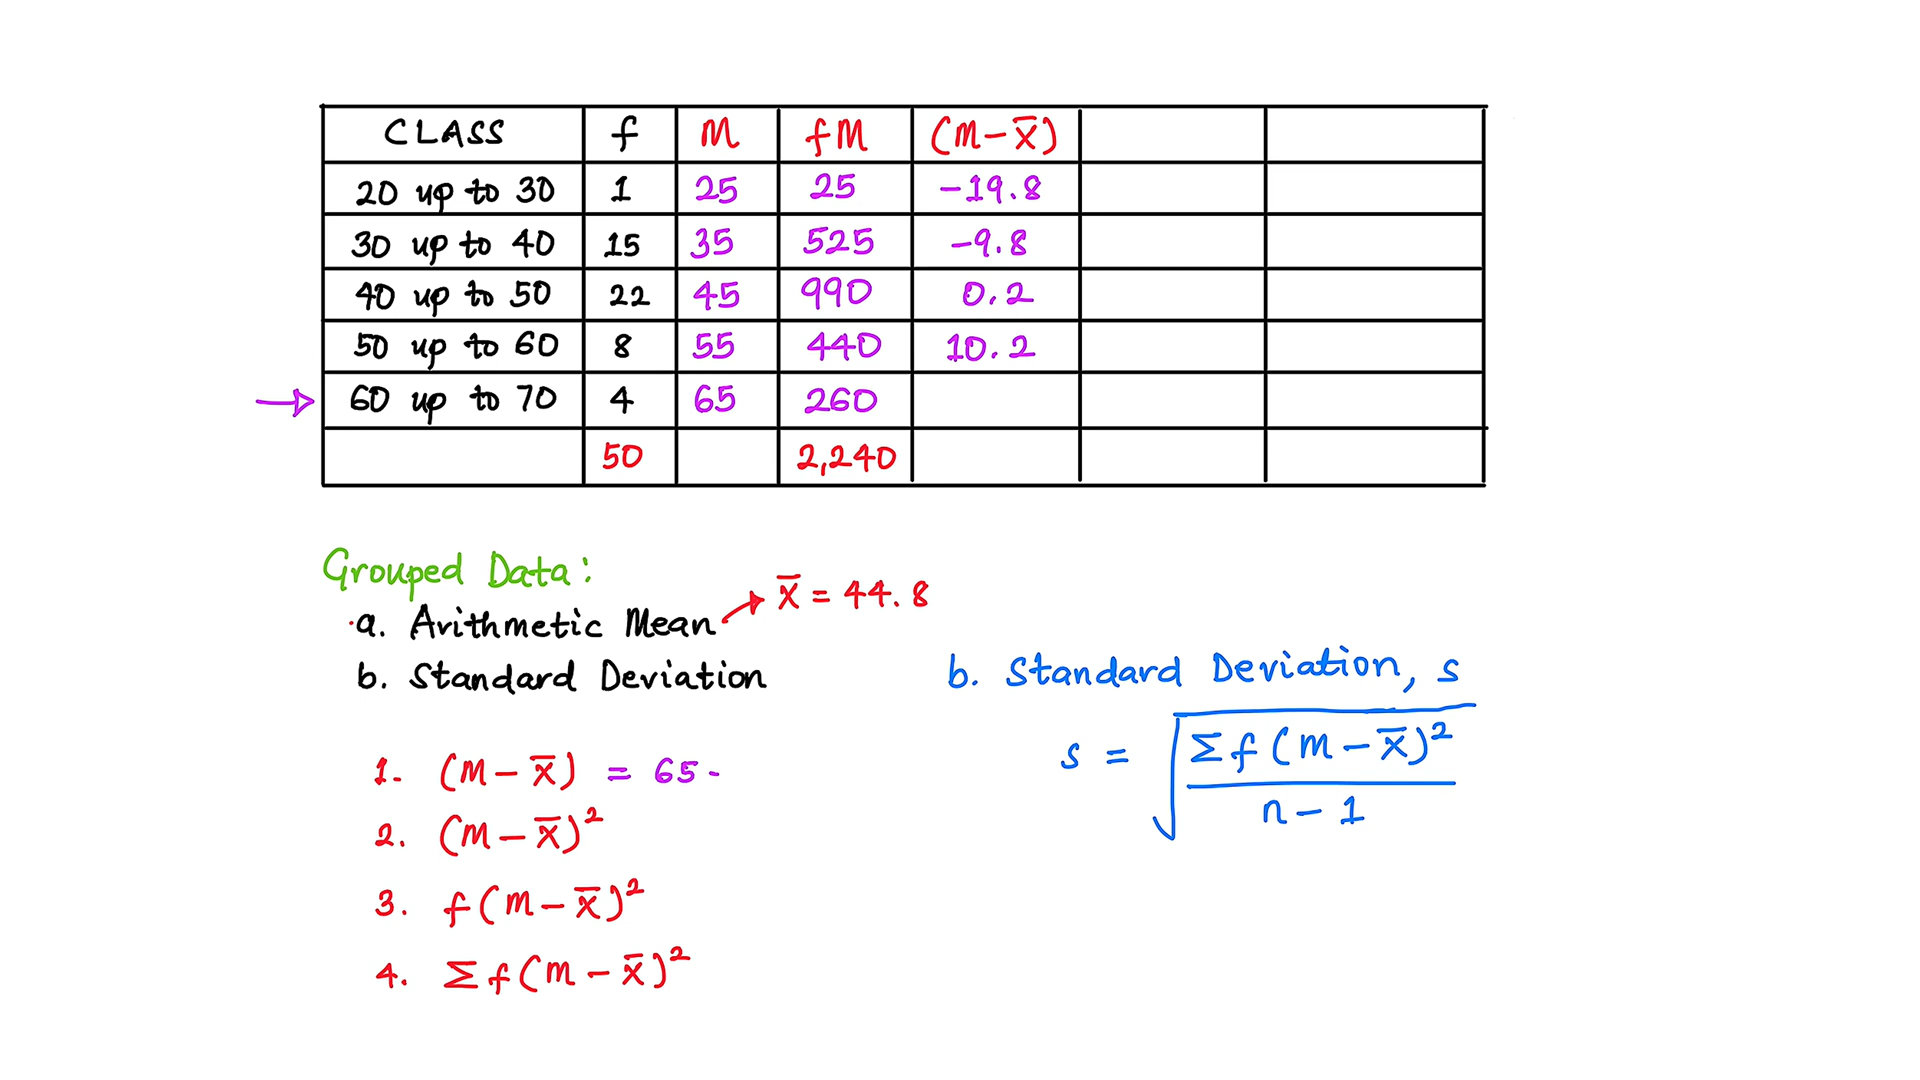 CLASS f M fM (M-x̅)
20 up to 30 1 25 25 -19.8
30 up to 40 15 35 525 -9.8
40 up to 50 22 45 990 0.2
50 up to 60 8 55 440 10.2
60 up to 70 4 65 260
50 2,240
Grouped Data:
a. Arithmetic Mean → x̅ = 44.8
b. Standard Deviation
1. (M-x̅) = 65-
2. (M-x̅)²
3. f(M-x̅)²
4. Σf(M-x̅)²
b. Standard Deviation, s
s = √(Σf(M-x̅)² / n-1)